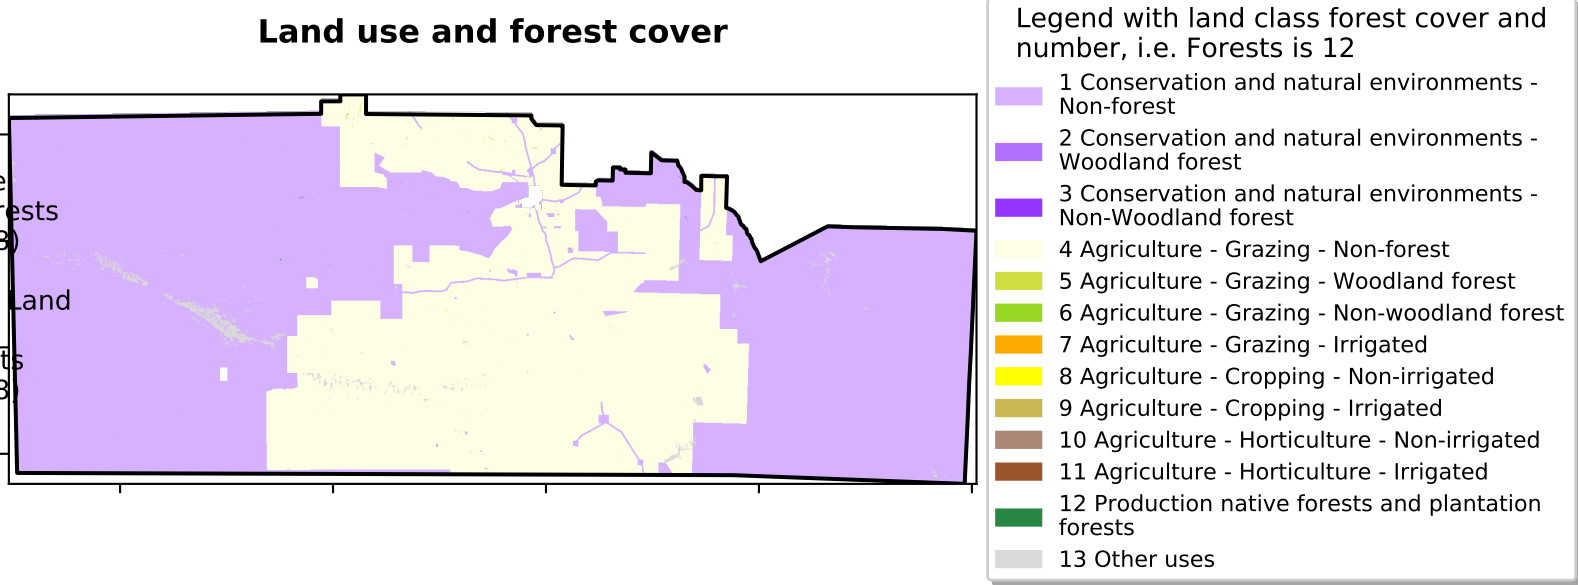 Land use and forest cover
Legend with land class forest cover and
number, i.e. Forests is 12
1 Conservation and natural environments -
Non-forest
2 Conservation and natural environments -
Woodland forest
3 Conservation and natural environments -
Non-Woodland forest
4 Agriculture - Grazing - Non-forest
5 Agriculture - Grazing - Woodland forest
6 Agriculture - Grazing - Non-woodland forest
7 Agriculture - Grazing - Irrigated
8 Agriculture - Cropping - Non-irrigated
9 Agriculture - Cropping - Irrigated
10 Agriculture - Horticulture - Non-irrigated
11 Agriculture - Horticulture - Irrigated
12 Production native forests and plantation
forests
13 Other uses
e
rests
3)
Land
ts
3)